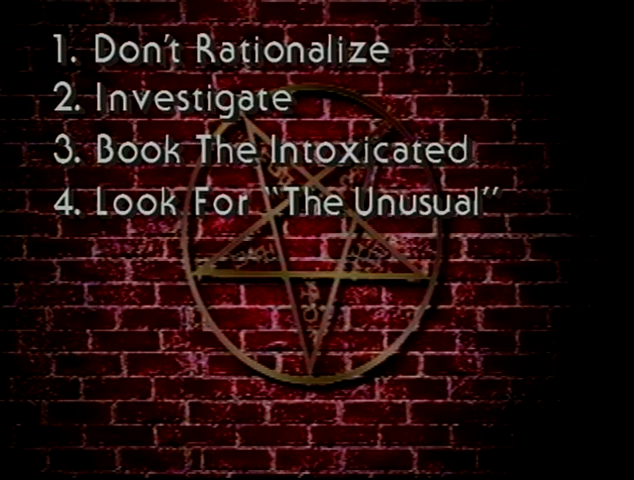 1. Don't Rationalize
2. Investigate
3. Book The Intoxicated
4. Look For "The Unusual"